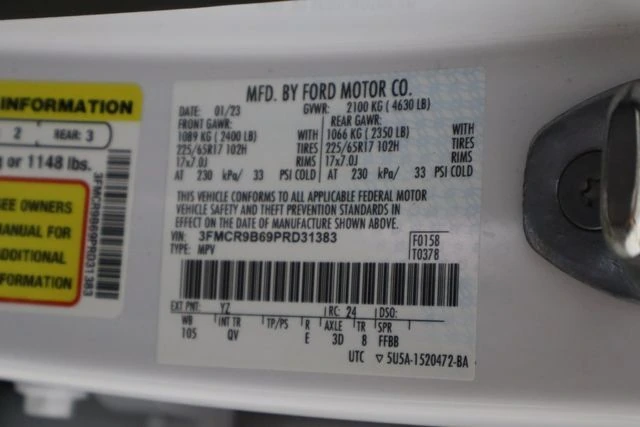 INFORMATION
2 REAR: 3
or 1148 lbs.
SEE OWNERS
MANUAL FOR
ADDITIONAL
INFORMATION
3FMCR9B69PRD31383
MFD. BY FORD MOTOR CO.
DATE: 01/23 GVWR: 2100 KG ( 4630 LB)
FRONT GAWR: REAR GAWR:
1089 KG ( 2400 LB) 1066 KG ( 2350 LB)
225/65R17 102H TIRES 225/65R17 102H TIRES
17x7.0J RIMS 17x7.0J RIMS
AT 230 kPa/ 33 PSI COLD AT 230 kPa/ 33 PSI COLD
THIS VEHICLE CONFORMS TO ALL APPLICABLE FEDERAL MOTOR
VEHICLE SAFETY AND THEFT PREVENTION STANDARDS IN
EFFECT ON THE DATE OF MANUFACTURE SHOWN ABOVE.
VIN: 3FMCR9B69PRD31383 F0158
TYPE: MPV T0378
EXT PNT: YZ RC: 24 DSO:
WB INT TR TP/PS R AXLE TR SPR
105 QV E 3D 8 FFBB
UTC ▽ 5U5A-1520472-BA